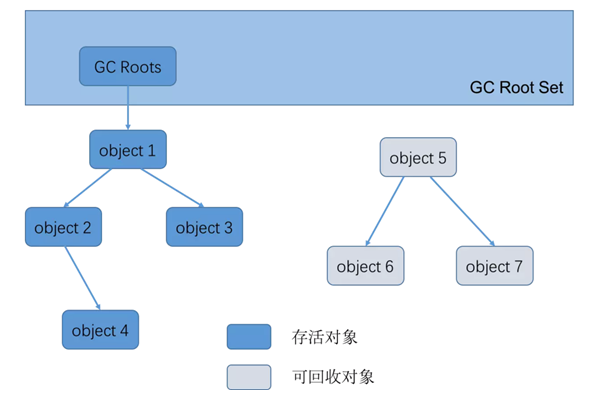 GC Roots
GC Root Set
object 1
object 5
object 2
object 3
object 6
object 7
object 4
存活对象
可回收对象